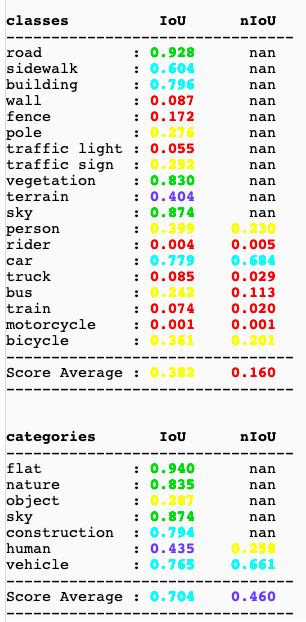 classes IoU nIoU
--------------------------------
road : 0.928 nan
sidewalk : 0.604 nan
building : 0.796 nan
wall : 0.087 nan
fence : 0.172 nan
pole : 0.276 nan
traffic light : 0.055 nan
traffic sign : 0.292 nan
vegetation : 0.830 nan
terrain : 0.404 nan
sky : 0.874 nan
person : 0.399 0.230
rider : 0.004 0.005
car : 0.779 0.684
truck : 0.085 0.029
bus : 0.242 0.113
train : 0.074 0.020
motorcycle : 0.001 0.001
bicycle : 0.361 0.201
--------------------------------
Score Average : 0.382 0.160
--------------------------------
categories IoU nIoU
--------------------------------
flat : 0.940 nan
nature : 0.835 nan
object : 0.287 nan
sky : 0.874 nan
construction : 0.794 nan
human : 0.435 0.258
vehicle : 0.765 0.661
--------------------------------
Score Average : 0.704 0.460
--------------------------------